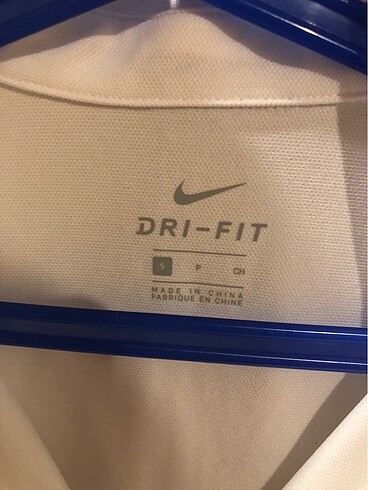 DRI-FIT
S P CH
MADE IN CHINA
FABRIQUÉ EN CHINE